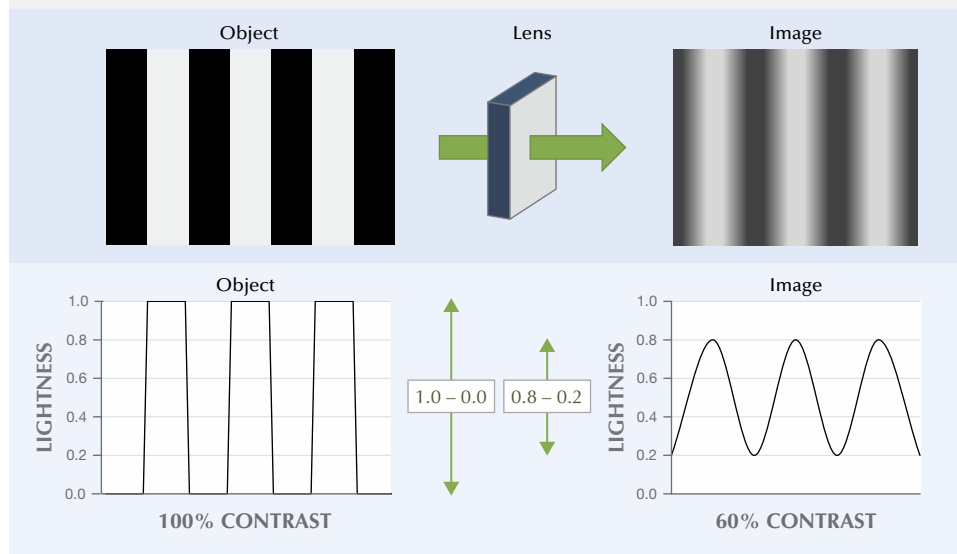 Object
Lens
Image
Object
1.0
0.8
0.6
0.4
0.2
0.0
LIGHTNESS
100% CONTRAST
1.0 – 0.0
0.8 – 0.2
Image
1.0
0.8
0.6
0.4
0.2
0.0
LIGHTNESS
60% CONTRAST